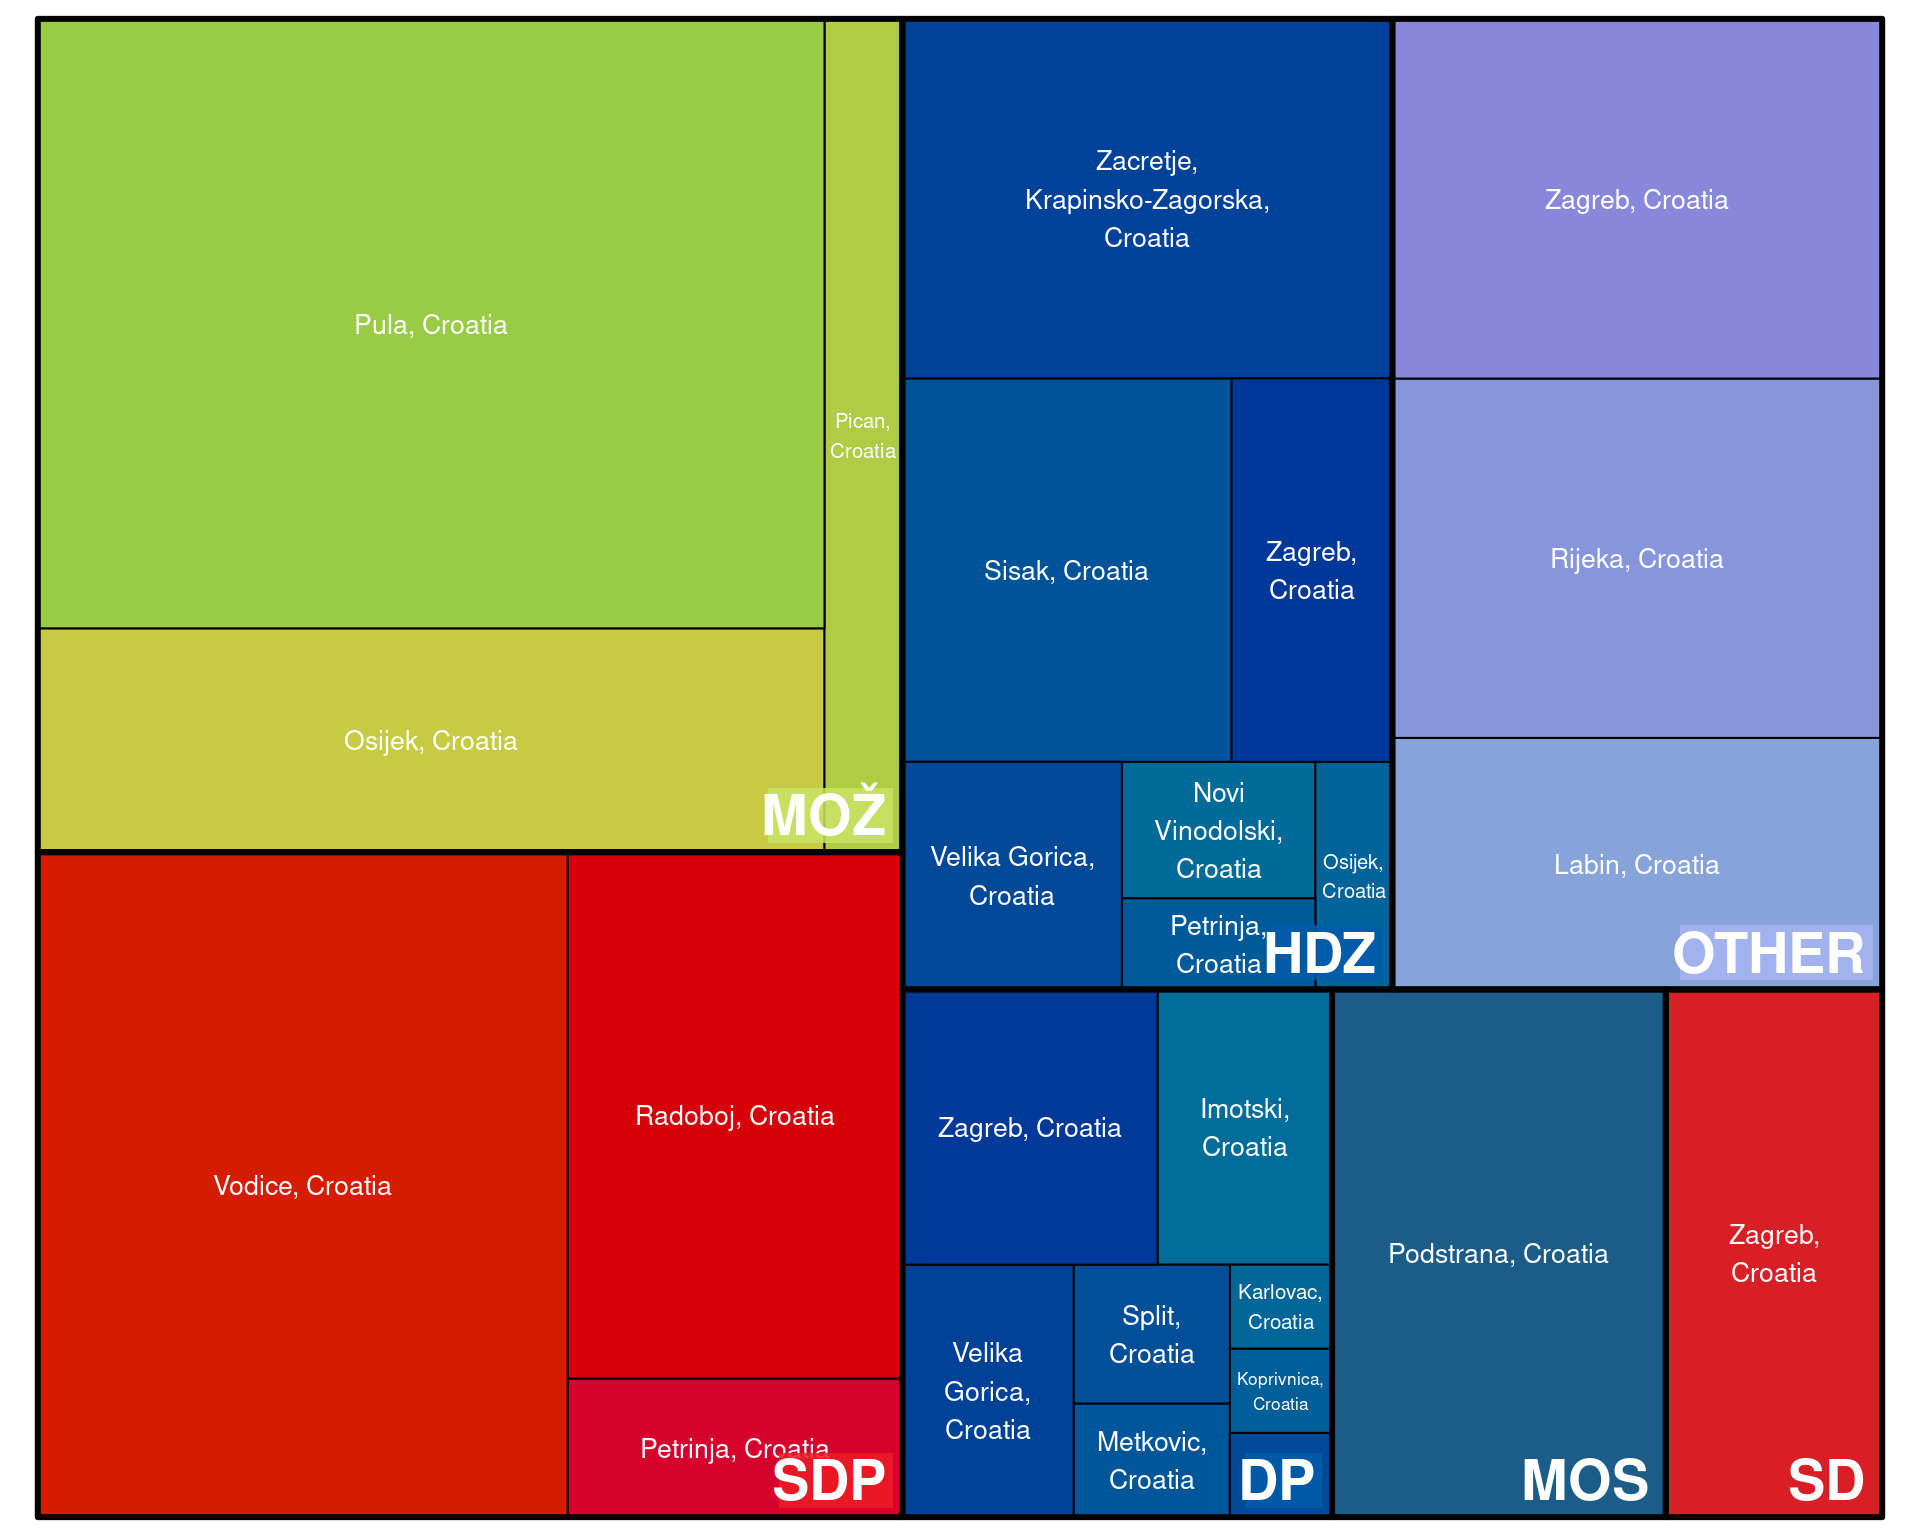 Pula, Croatia
Pican,
Croatia
Osijek, Croatia
MOŽ
Vodice, Croatia
Radoboj, Croatia
Petrinja, Croatia
SDP
Zacretje,
Krapinsko-Zagorska,
Croatia
Sisak, Croatia
Zagreb,
Croatia
Velika Gorica,
Croatia
Novi
Vinodolski,
Croatia
Petrinja,
Croatia
Osijek,
Croatia
HDZ
Zagreb, Croatia
Rijeka, Croatia
Labin, Croatia
OTHER
Zagreb, Croatia
Imotski,
Croatia
Velika
Gorica,
Croatia
Split,
Croatia
Metkovic,
Croatia
Karlovac,
Croatia
Koprivnica,
Croatia
DP
Podstrana, Croatia
MOS
Zagreb,
Croatia
SD